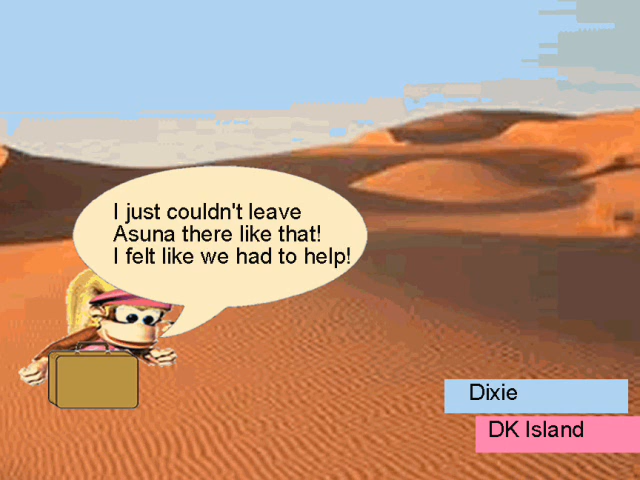 I just couldn't leave
Asuna there like that!
I felt like we had to help!
Dixie
DK Island